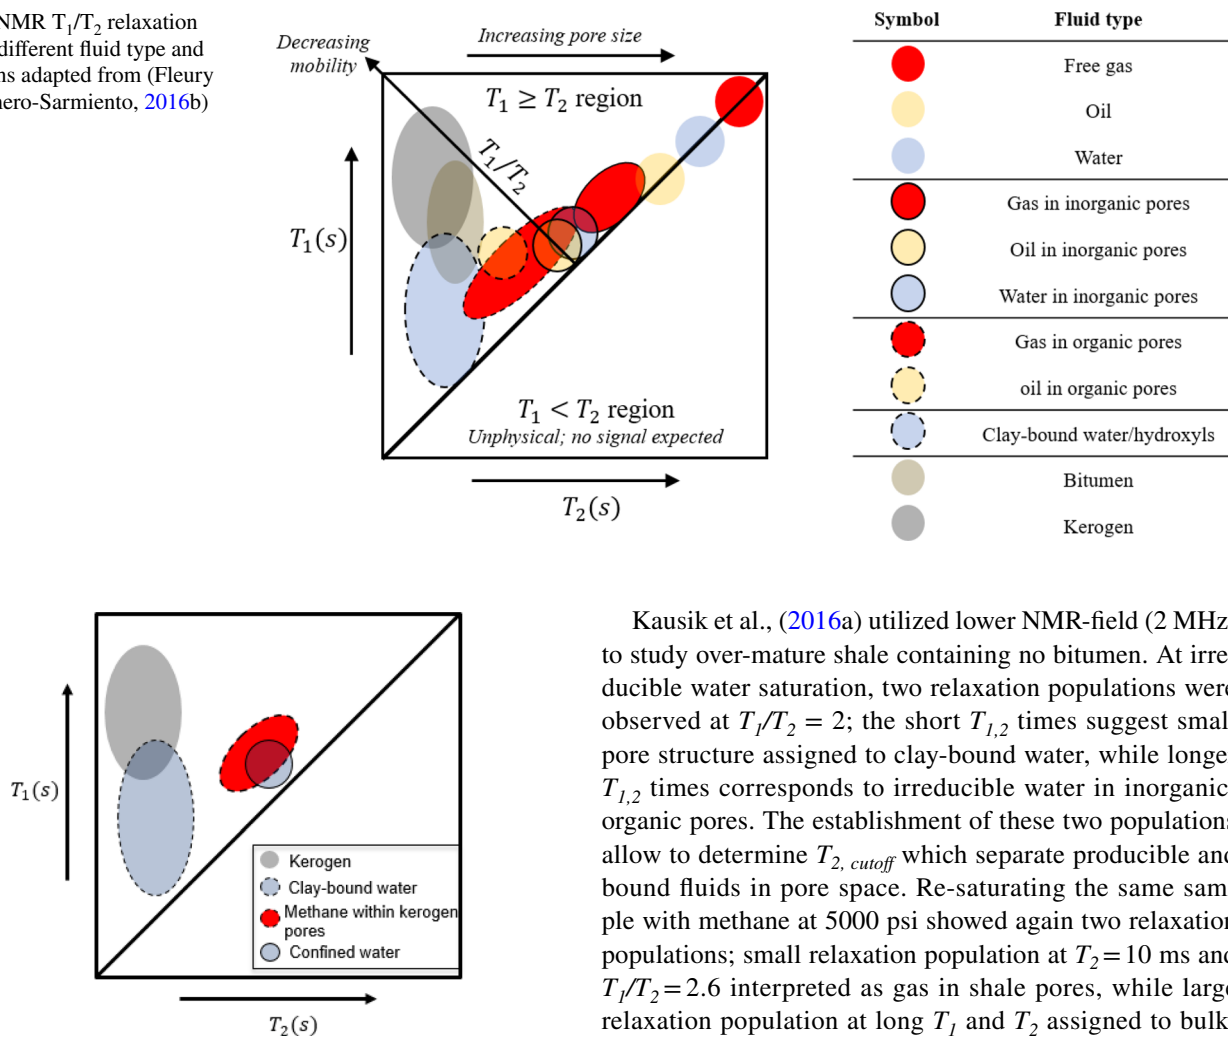 NMR T1/T2 relaxation
different fluid type and
ns adapted from (Fleury
nero-Sarmiento, 2016b)
Decreasing
mobility
Increasing pore size
T1 ≥ T2 region
T1/T2
T1(s)
T1 < T2 region
Unphysical; no signal expected
T2(s)
Symbol Fluid type
Free gas
Oil
Water
Gas in inorganic pores
Oil in inorganic pores
Water in inorganic pores
Gas in organic pores
oil in organic pores
Clay-bound water/hydroxyls
Bitumen
Kerogen
T1(s)
Kerogen
Clay-bound water
Methane within kerogen
pores
Confined water
T2(s)
Kausik et al., (2016a) utilized lower NMR-field (2 MHz
to study over-mature shale containing no bitumen. At irre
ducible water saturation, two relaxation populations were
observed at T1/T2 = 2; the short T1,2 times suggest smal
pore structure assigned to clay-bound water, while longe
T1,2 times corresponds to irreducible water in inorganic
organic pores. The establishment of these two populations
allow to determine T2, cutoff which separate producible and
bound fluids in pore space. Re-saturating the same sam
ple with methane at 5000 psi showed again two relaxation
populations; small relaxation population at T2 = 10 ms and
T1/T2 = 2.6 interpreted as gas in shale pores, while large
relaxation population at long T1 and T2 assigned to bulk